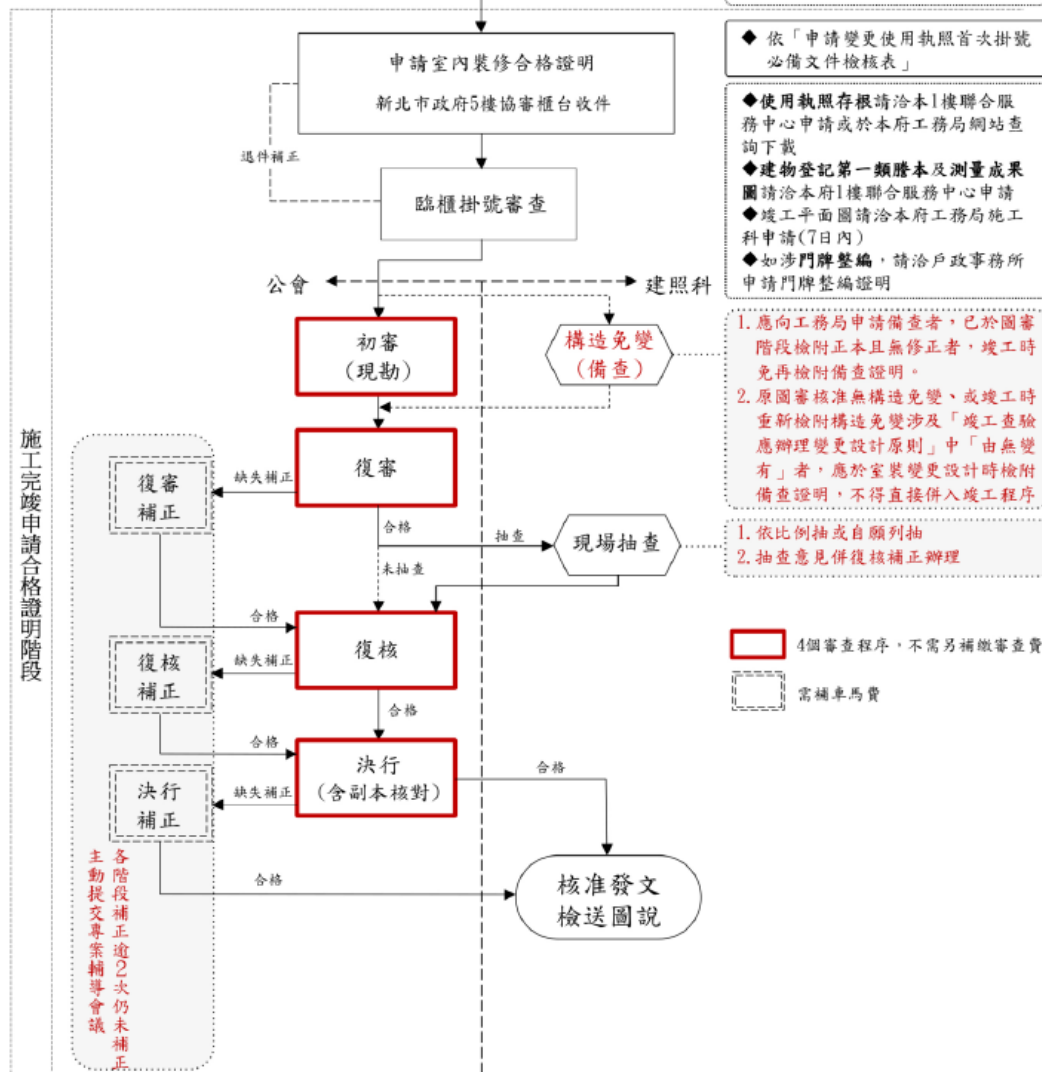 施工完竣申請合格證明階段
申請室內裝修合格證明
新北市政府5樓協審櫃台收件
退件補正
臨櫃掛號審查
公會
建照科
初審
(現勘)
構造免變
(備查)
復審
缺失補正
復審
補正
合格
抽查
現場抽查
未抽查
合格
復核
缺失補正
復核
補正
合格
合格
決行
(含副本核對)
合格
缺失補正
決行
補正
合格
核准發文
檢送圖說
各階段補正逾2次仍未補正
主動提交專案輔導會議
◆ 依「申請變更使用執照首次掛號
必備文件檢核表」
◆使用執照存根請洽本1樓聯合服
務中心申請或於本府工務局網站查
詢下載
◆建物登記第一類謄本及測量成果
圖請洽本府1樓聯合服務中心申請
◆竣工平面圖請洽本府工務局施工
科申請(7日內)
◆如涉門牌整編，請洽戶政事務所
申請門牌整編證明
1. 應向工務局申請備查者，已於圖審
階段檢附正本且無修正者，竣工時
免再檢附備查證明。
2. 原圖審核准無構造免變、或竣工時
重新檢附構造免變涉及「竣工查驗
應辦理變更設計原則」中「由無變
有」者，應於室裝變更設計時檢附
備查證明，不得直接併入竣工程序
1. 依比例抽或自願列抽
2. 抽查意見併復核補正辦理
4個審查程序，不需另補繳審查費
需補車馬費